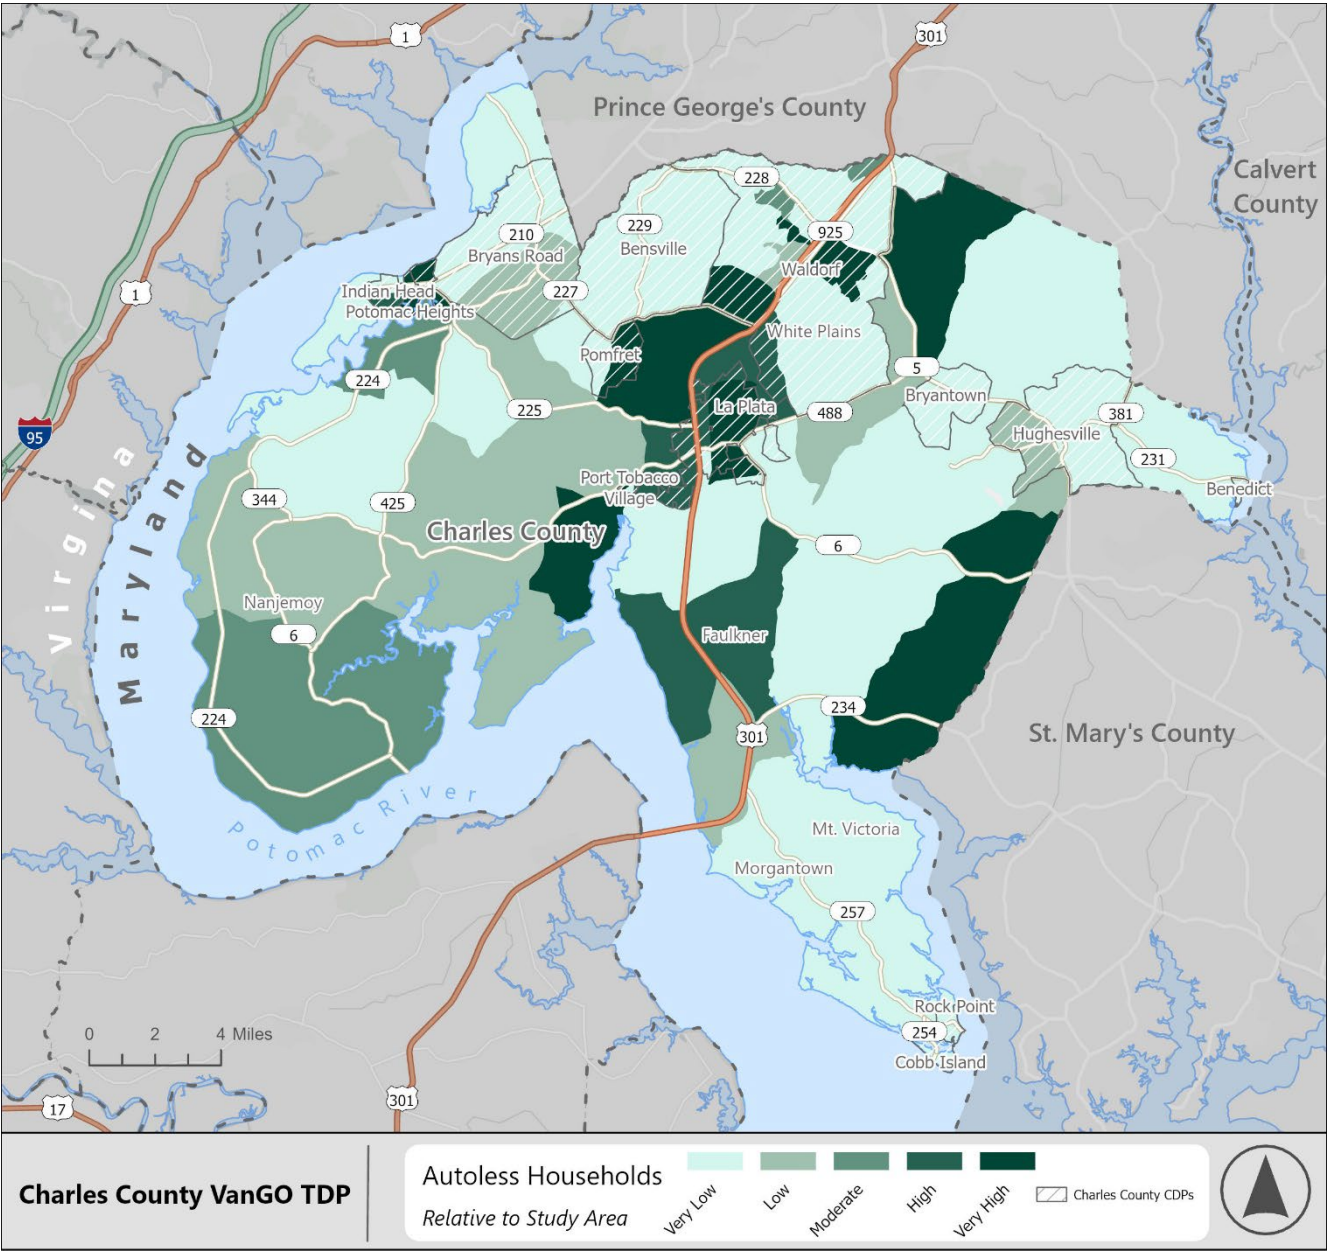 1
301
Prince George's County
Calvert
County
228
210
229
925
Bryans Road
Bensville
Waldorf
227
1
Indian Head
Potomac Heights
White Plains
Pomfret
5
224
Bryantown
225
La Plata
488
381
Hughesville
95
231
Port Tobacco
Village
Benedict
344
425
Charles County
6
Virgina
Maryland
Nanjemoy
6
Faulkner
224
234
301
St. Mary's County
Potomac River
Mt. Victoria
Morgantown
257
Rock Point
254
Cobb Island
0 2 4 Miles
301
17
Charles County VanGO TDP
Autoless Households
Relative to Study Area
Very Low
Low
Moderate
High
Very High
Charles County CDPs